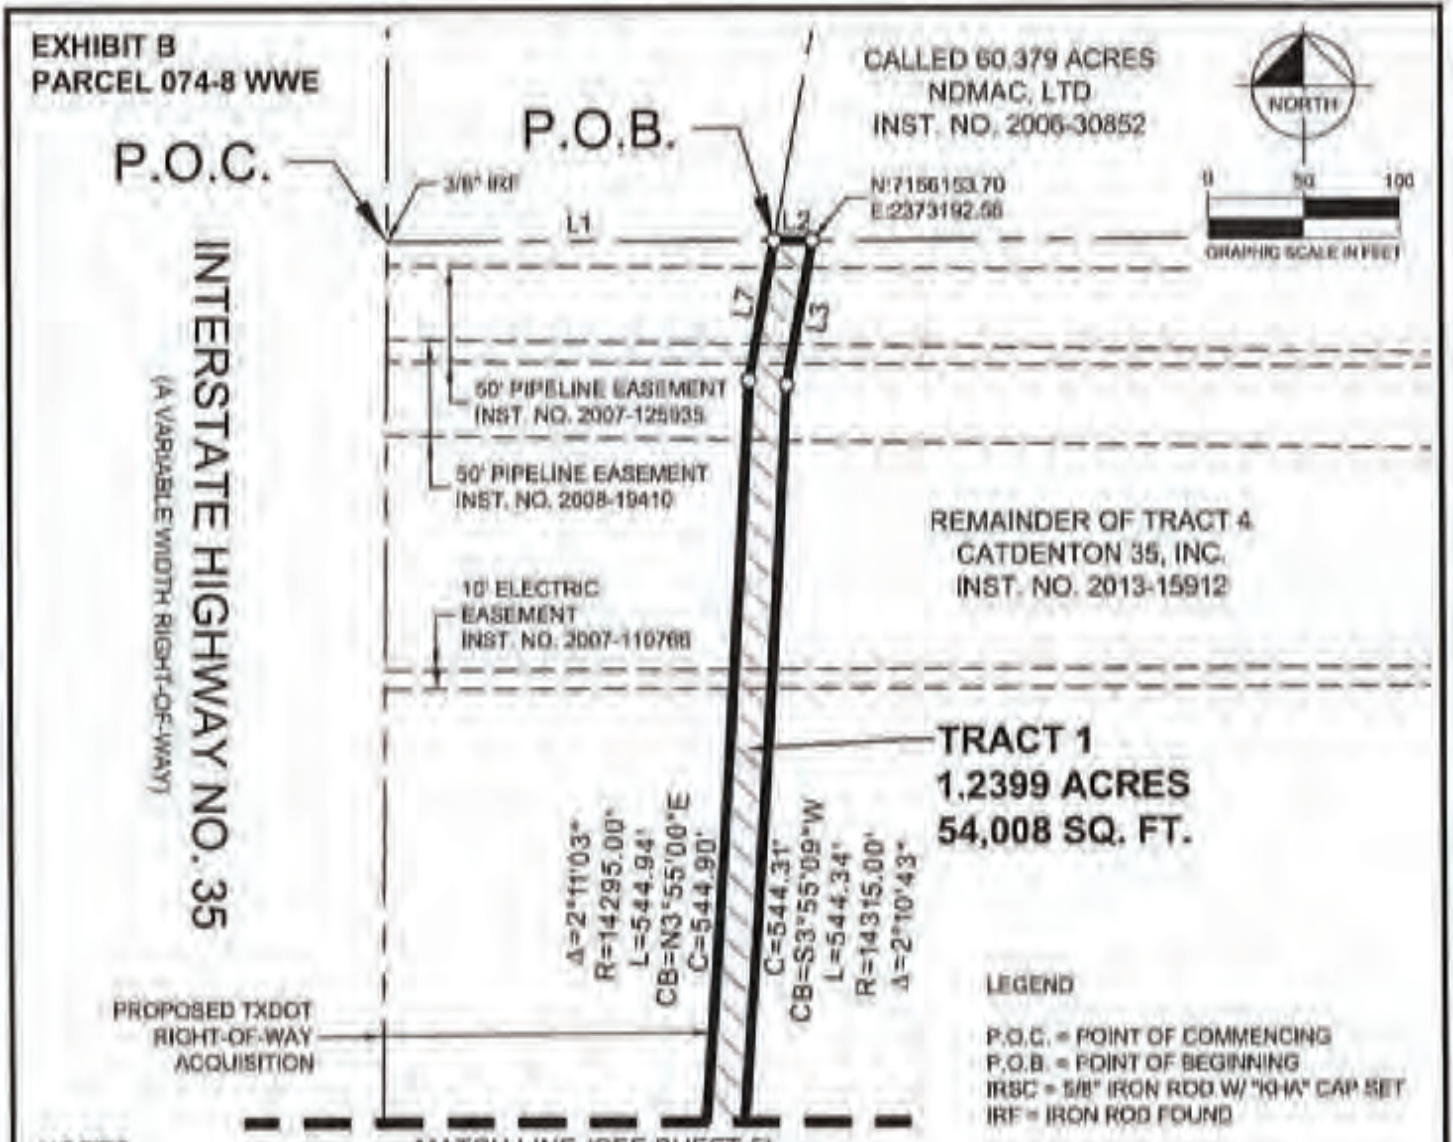 EXHIBIT B
PARCEL 074-8 WWE
P.O.C.
3/8" IRF
P.O.B.
CALLED 60.379 ACRES
NDMAC, LTD
INST. NO. 2006-30852
N:7156153.70
E:2373192.56
NORTH
0 50 100
GRAPHIC SCALE IN FEET
L1
L2
L7
L3
INTERSTATE HIGHWAY NO. 35
(A VARIABLE WIDTH RIGHT-OF-WAY)
50' PIPELINE EASEMENT
INST. NO.
50' PIPELINE EASEMENT
INST. NO. 2008-19410
10' ELECTRIC
EASEMENT
INST. NO. 2007-110766
REMAINDER OF TRACT 4
CATDENTON 35, INC.
INST. NO. 2013-15912
TRACT 1
1.2399 ACRES
54,008 SQ. FT.
Δ=2°11'03"
R=14295.00'
L=544.94'
CB=N3°55'00"E
C=544.90'
C=544.31'
CB=S3°55'09"W
L=544.34'
R=14315.00'
Δ=2°10'43"
PROPOSED TXDOT
RIGHT-OF-WAY
ACQUISITION
LEGEND
P.O.C. = POINT OF COMMENCING
P.O.B. = POINT OF BEGINNING
IRSC = 5/8" IRON ROD W/ "KHA" CAP SET
IRF = IRON ROD FOUND
MATCH LINE (SEE SHEET